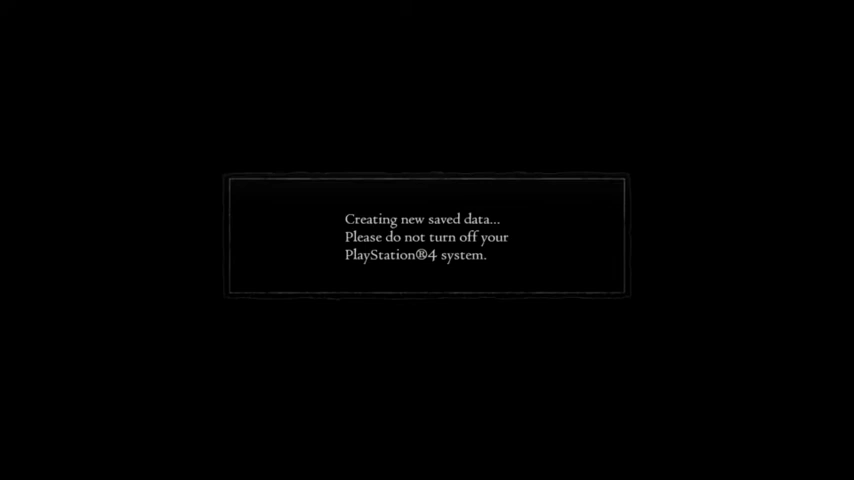 Creating new saved data...
Please do not turn off your
PlayStation®4 system.